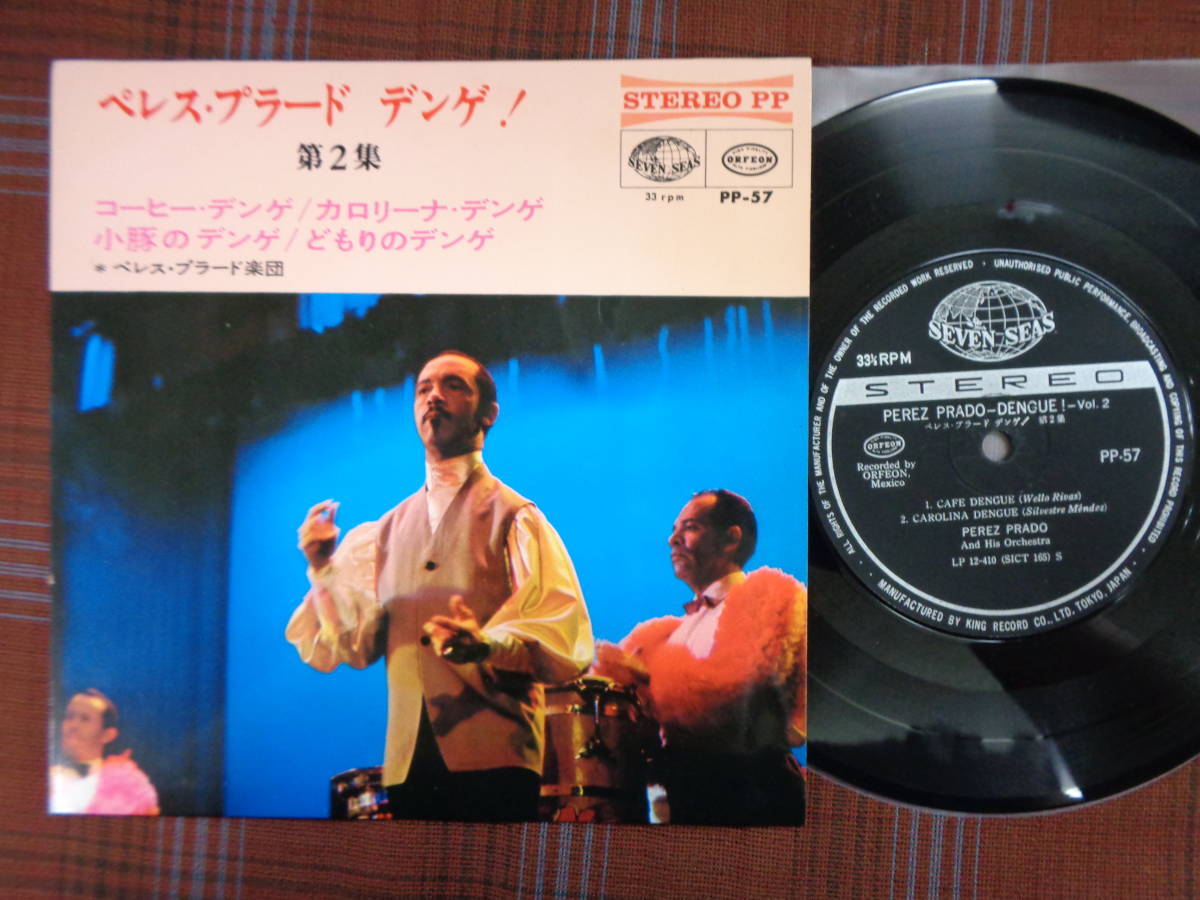 ペレス・プラード デンゲ!
第2集
コーヒー・デンゲ/カロリーナ・デンゲ
小豚のデンゲ/どもりのデンゲ
*ペレス・プラード楽団
STEREO PP
SEVEN SEAS
HIGH FIDELITY
ORFEON
33 rpm
PP-57
ALL RIGHTS OF THE MANUFACTURER AND OF THE OWNER OF THE RECORDED WORK RESERVED • UNAUTHORISED PUBLIC PERFORMANCE, BROADCASTING AND COPYING OF THIS RECORD PROHIBITED •
SEVEN SEAS
33⅓RPM
STEREO
PEREZ PRADO—DENGUE!—Vol. 2
ペレス・プラード デンゲ! 第2集
ORFEON
Recorded by
ORFEON,
Mexico
PP-57
1. CAFE DENGUE (Wello Rivas)
2. CAROLINA DENGUE (Silvestre Méndez)
PEREZ PRADO
And His Orchestra
LP 12-410 (SICT 165) S
• MANUFACTURED BY KING RECORD CO., LTD. TOKYO, JAPAN •